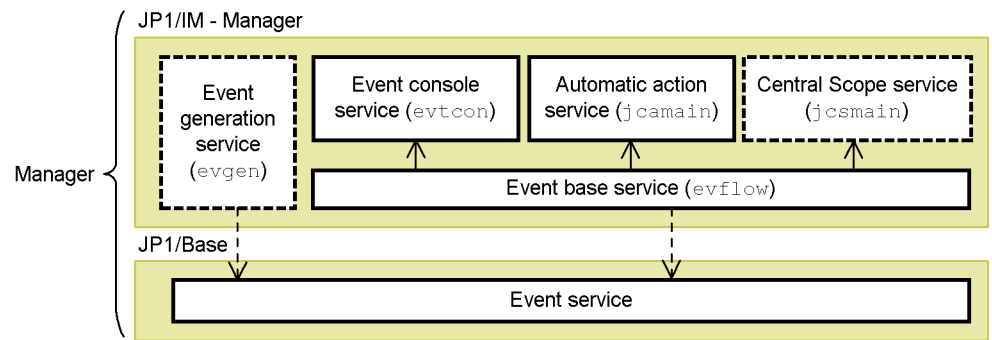 JP1/IM - Manager
Event
generation
service
(evgen)
Event console
service (evtcon)
Automatic action
service (jcamain)
Central Scope service
(jcsmain)
Manager
Event base service (evflow)
JP1/Base
Event service